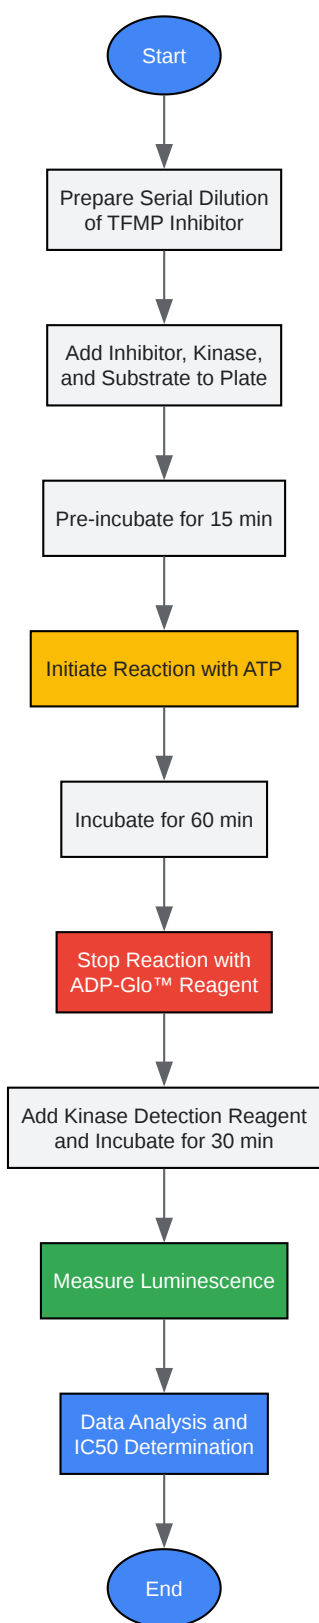 Start
Prepare Serial Dilution
of TFMP Inhibitor
Add Inhibitor, Kinase,
and Substrate to Plate
Pre-incubate for 15 min
Initiate Reaction with ATP
Incubate for 60 min
Stop Reaction with
ADP-Glo™ Reagent
Add Kinase Detection Reagent
and Incubate for 30 min
Measure Luminescence
Data Analysis and
IC50 Determination
End